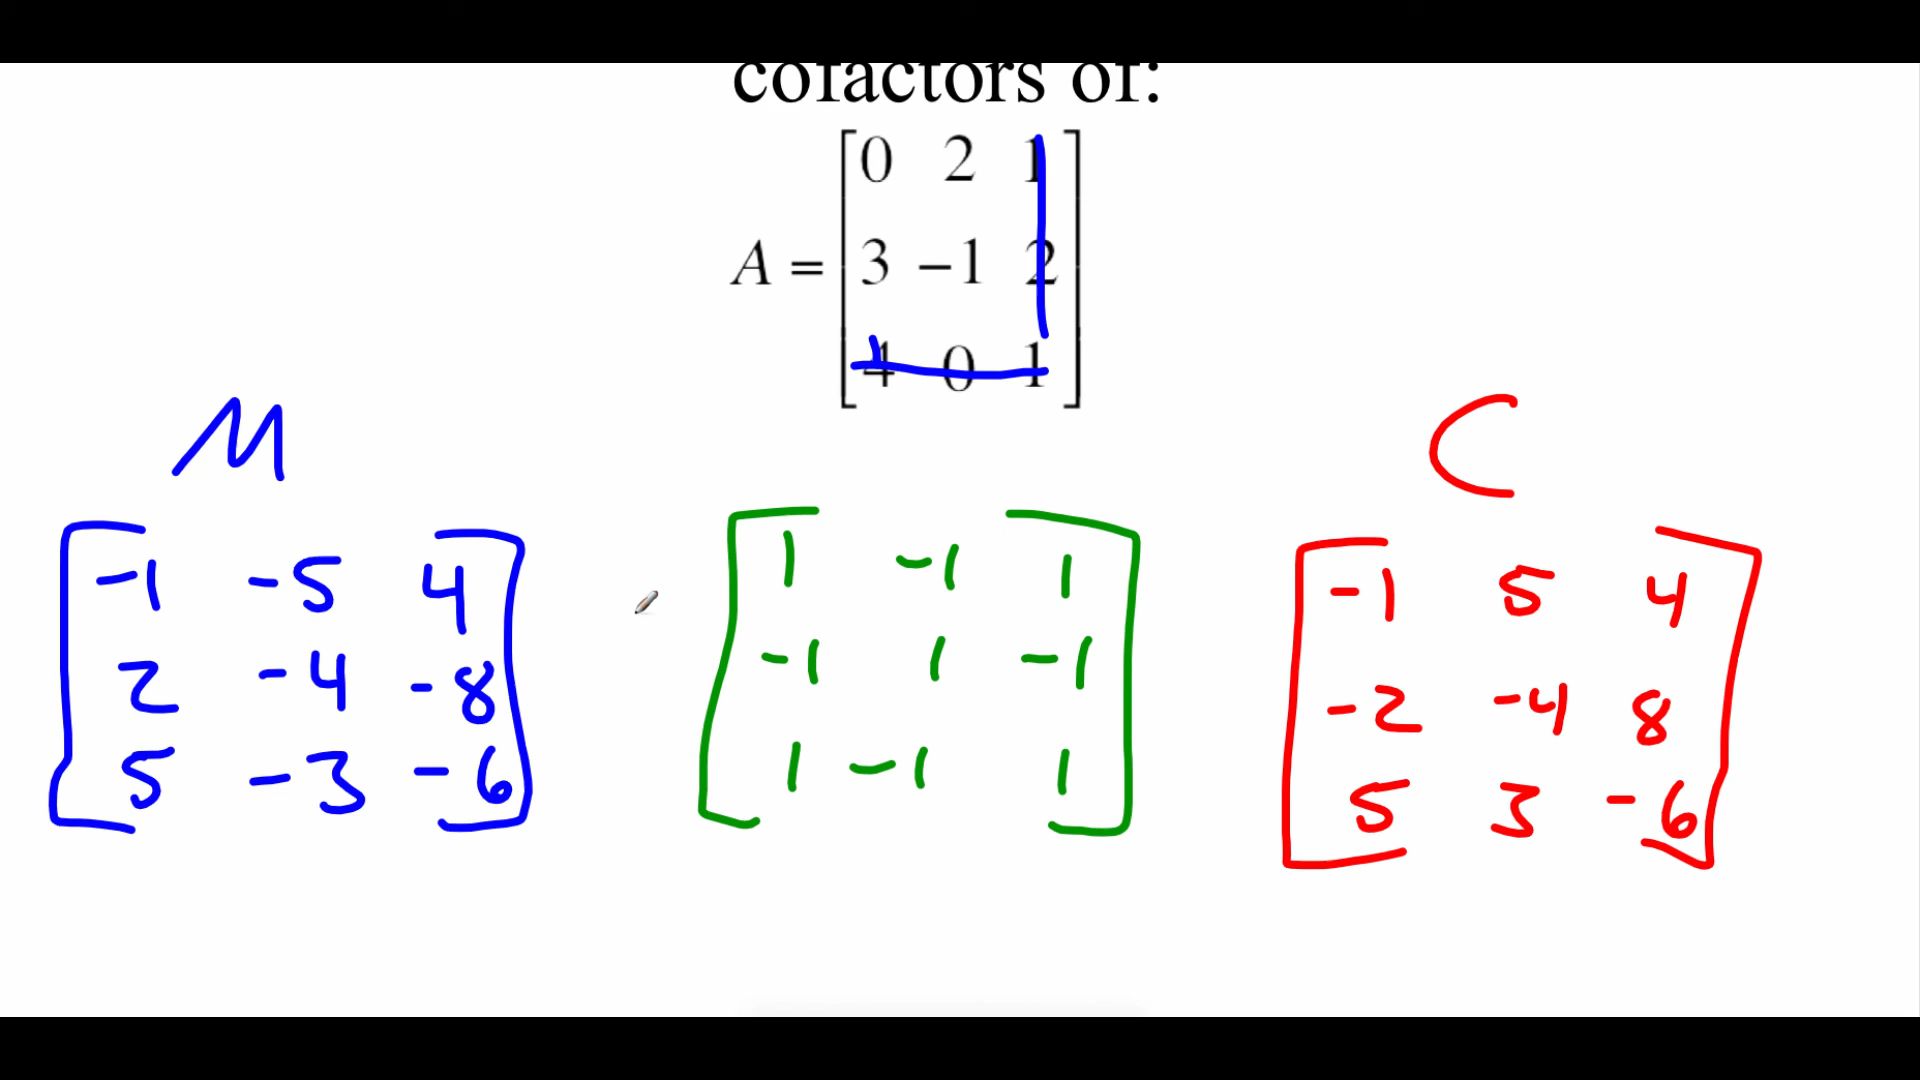 cofactors of:
0 2 1
A = 3 −1 2
4 0 1
M
C
-1 -5 4
2 -4 -8
5 -3 -6
1 -1 1
-1 1 -1
1 -1 1
-1 5 4
-2 -4 8
5 3 -6